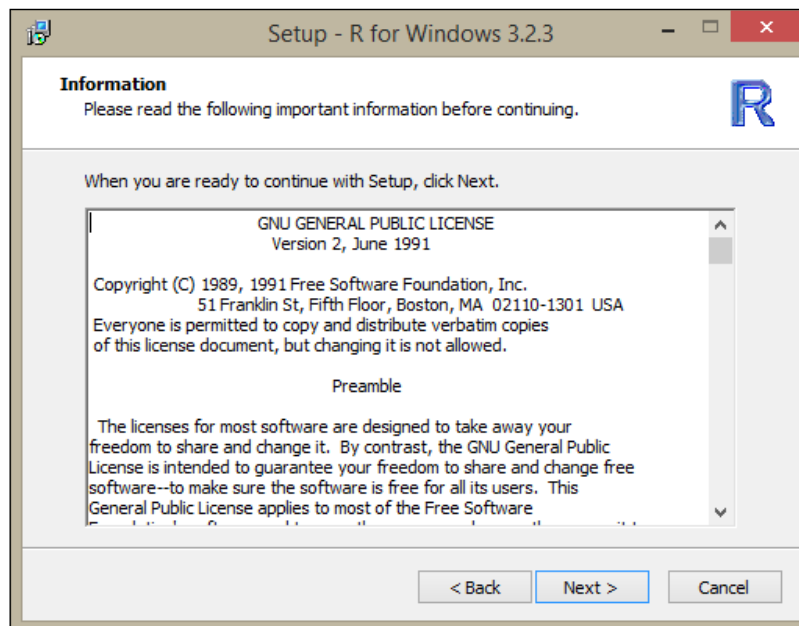 Setup - R for Windows 3.2.3
Information
Please read the following important information before continuing.
R
When you are ready to continue with Setup, click Next.
GNU GENERAL PUBLIC LICENSE
Version 2, June 1991
Copyright (C) 1989, 1991 Free Software Foundation, Inc.
51 Franklin St, Fifth Floor, Boston, MA 02110-1301 USA
Everyone is permitted to copy and distribute verbatim copies
of this license document, but changing it is not allowed.
Preamble
The licenses for most software are designed to take away your
freedom to share and change it. By contrast, the GNU General Public
License is intended to guarantee your freedom to share and change free
software--to make sure the software is free for all its users. This
General Public License applies to most of the Free Software
< Back
Next >
Cancel